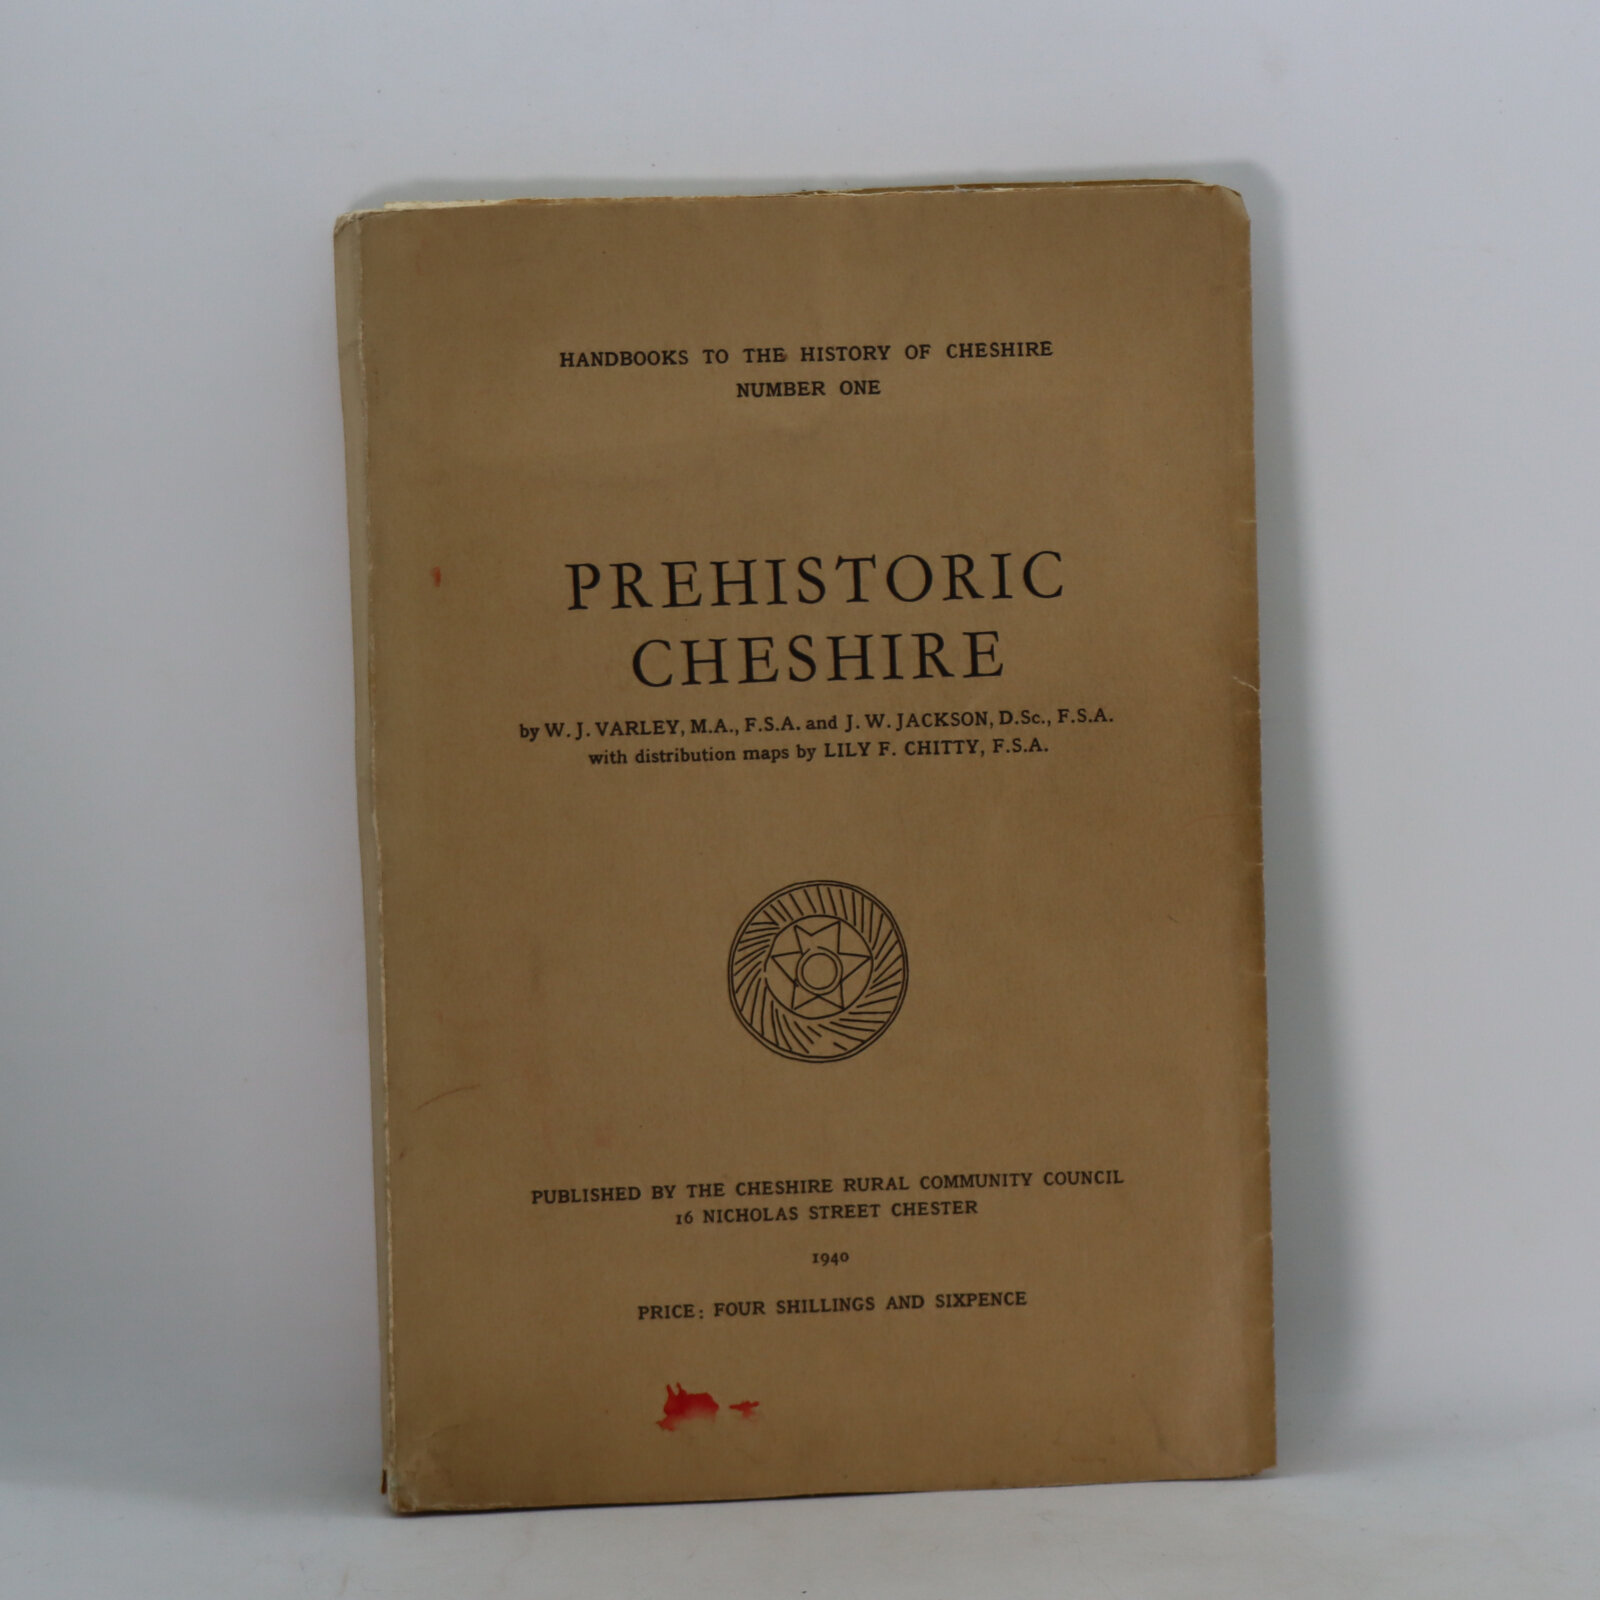 HANDBOOKS TO THE HISTORY OF CHESHIRE
NUMBER ONE
PREHISTORIC
CHESHIRE
by W. J. VARLEY, M.A., F.S.A. and J. W. JACKSON, D.Sc., F.S.A.
with distribution maps by LILY F. CHITTY, F.S.A.
PUBLISHED BY THE CHESHIRE RURAL COMMUNITY COUNCIL
16 NICHOLAS STREET CHESTER
1940
PRICE: FOUR SHILLINGS AND SIXPENCE